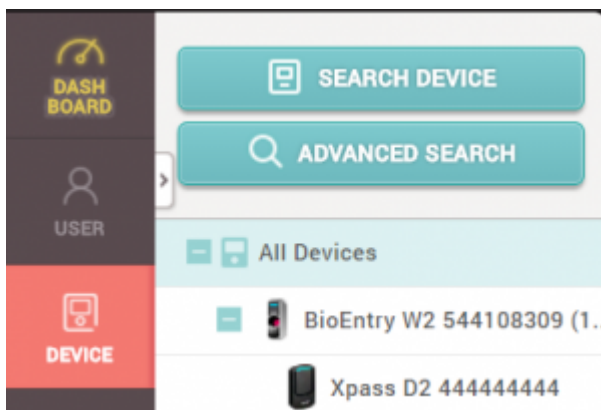 DASH
BOARD
USER
DEVICE
SEARCH DEVICE
ADVANCED SEARCH
All Devices
BioEntry W2 544108309 (1..
Xpass D2 444444444